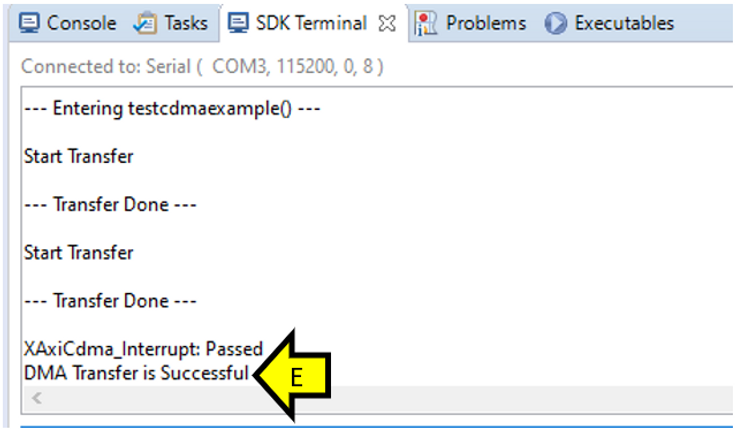 Console Tasks SDK Terminal Problems Executables
Connected to: Serial ( COM3, 115200, 0, 8 )
--- Entering testcdmaexample() ---
Start Transfer
--- Transfer Done ---
Start Transfer
--- Transfer Done ---
XAxiCdma_Interrupt: Passed
DMA Transfer is Successful
E